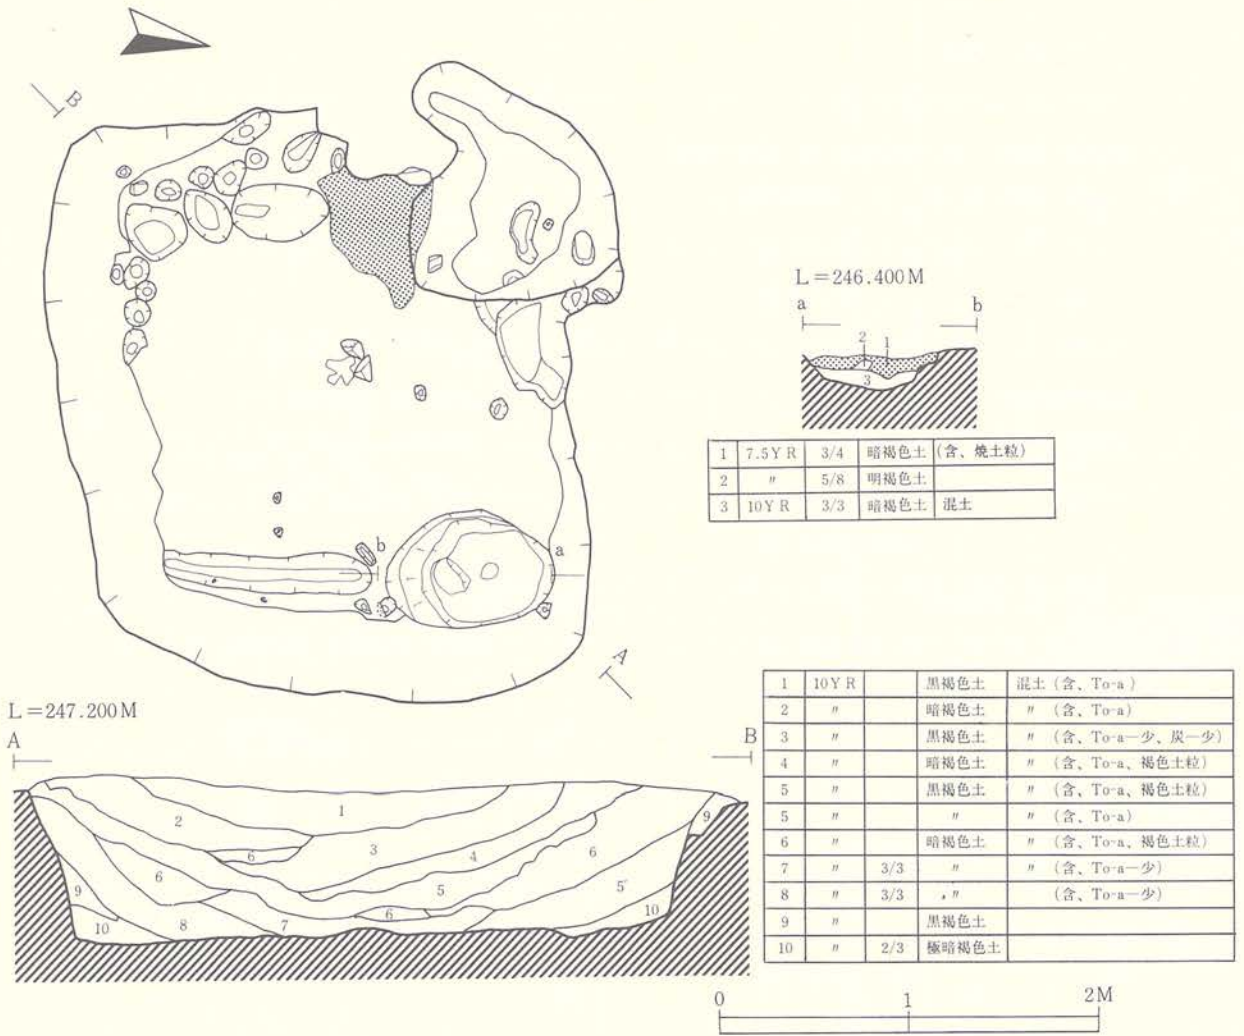 B
L=246.400M
a b
2 1
3
1 7.5YR 3/4 暗褐色土 (含、焼土粒)
2 〃 5/8 明褐色土
3 10YR 3/3 暗褐色土 混土
b a
A
L=247.200M
A B
1
2
3
4
5
6
6
6
6
5'
7
8
9
9
10
10
1 10YR 黒褐色土 混土 (含、To-a)
2 〃 暗褐色土 〃 (含、To-a)
3 〃 黒褐色土 〃 (含、To-a—少、炭—少)
4 〃 暗褐色土 〃 (含、To-a、褐色土粒)
5 〃 黒褐色土 〃 (含、To-a、褐色土粒)
5 〃 〃 〃 (含、To-a)
6 〃 暗褐色土 〃 (含、To-a、褐色土粒)
7 〃 3/3 〃 〃 (含、To-a—少)
8 〃 3/3 〃 (含、To-a—少)
9 〃 黒褐色土
10 〃 2/3 極暗褐色土
0 1 2M